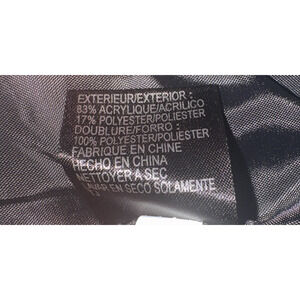 EXTERIEUR/EXTERIOR:
83% ACRYLIQUE/ACRILICO
17% POLYESTER/POLIESTER
DOUBLURE/FORRO:
100% POLYESTER/POLIESTER
FABRIQUE EN CHINE
HECHO EN CHINA
NETTOYER A SEC
LAVAR EN SECO SOLAMENTE